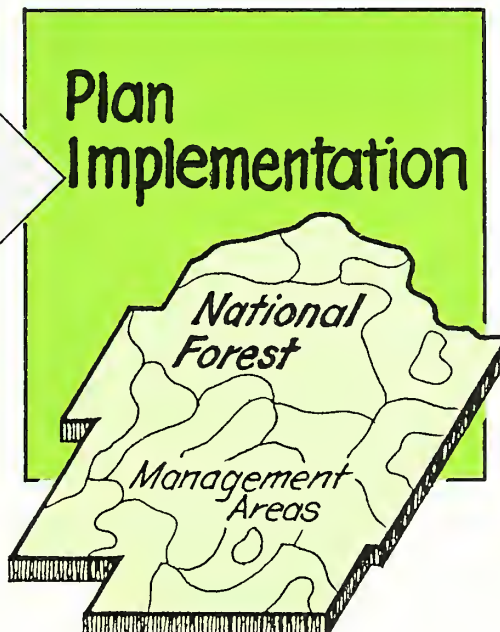 Plan
Implementation
National
Forest
Management
Areas